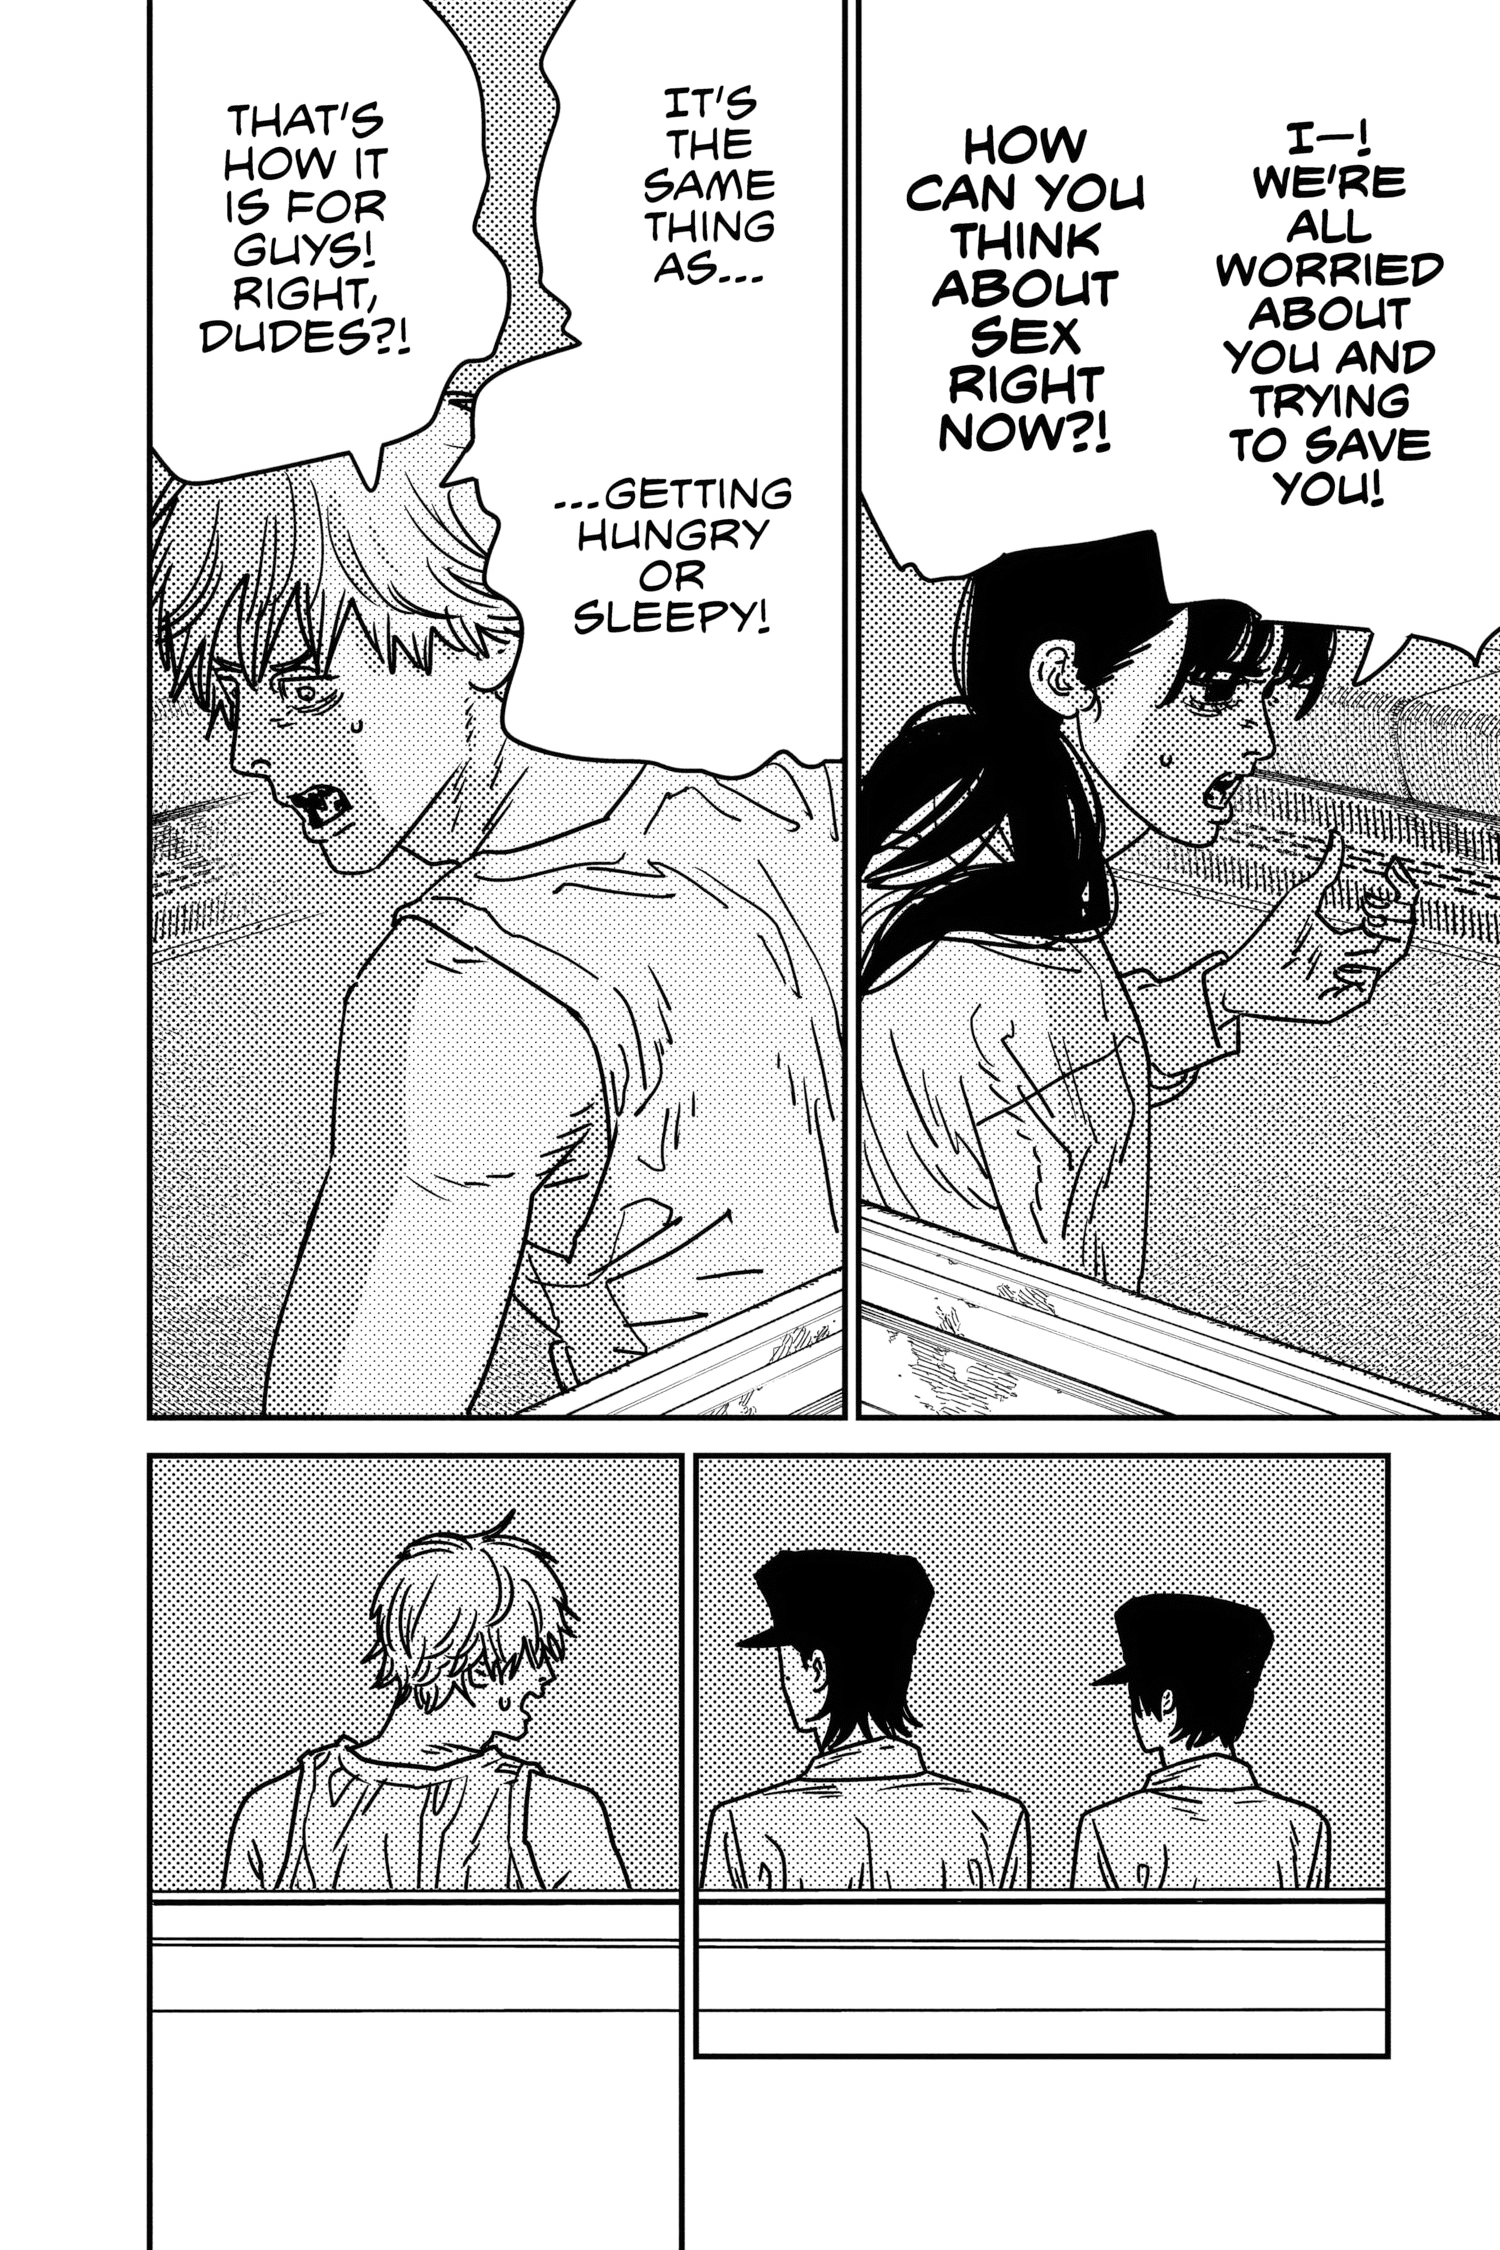 I—!
WE'RE
ALL
WORRIED
ABOUT
YOU AND
TRYING
TO SAVE
YOU!
HOW
CAN YOU
THINK
ABOUT
SEX
RIGHT
NOW?!
IT'S
THE
SAME
THING
AS...
...GETTING
HUNGRY
OR
SLEEPY!
THAT'S
HOW IT
IS FOR
GUYS!
RIGHT,
DUDES?!